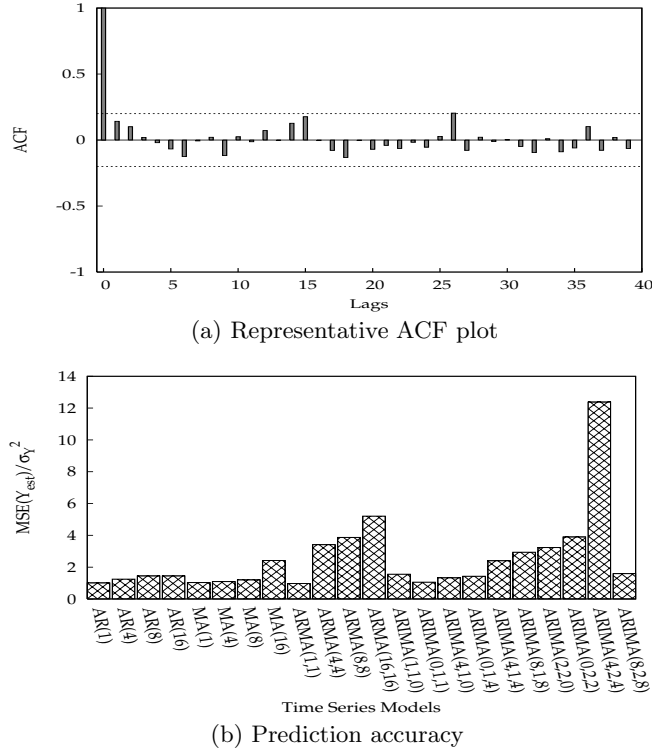 1
0.5
0
-0.5
-1
ACF
0
5
10
15
20
25
30
35
40
Lags
(a) Representative ACF plot
14
12
10
8
6
4
2
0
MSE(Y_est)/σ_Y^2
AR(1)
AR(4)
AR(8)
AR(16)
MA(1)
MA(4)
MA(8)
MA(16)
ARMA(1,1)
ARMA(4,4)
ARMA(8,8)
ARMA(16,16)
ARIMA(1,1,0)
ARIMA(0,1,1)
ARIMA(4,1,0)
ARIMA(0,1,4)
ARIMA(4,1,4)
ARIMA(8,1,8)
ARIMA(2,2,0)
ARIMA(0,2,2)
ARIMA(4,2,4)
ARIMA(8,2,8)
Time Series Models
(b) Prediction accuracy